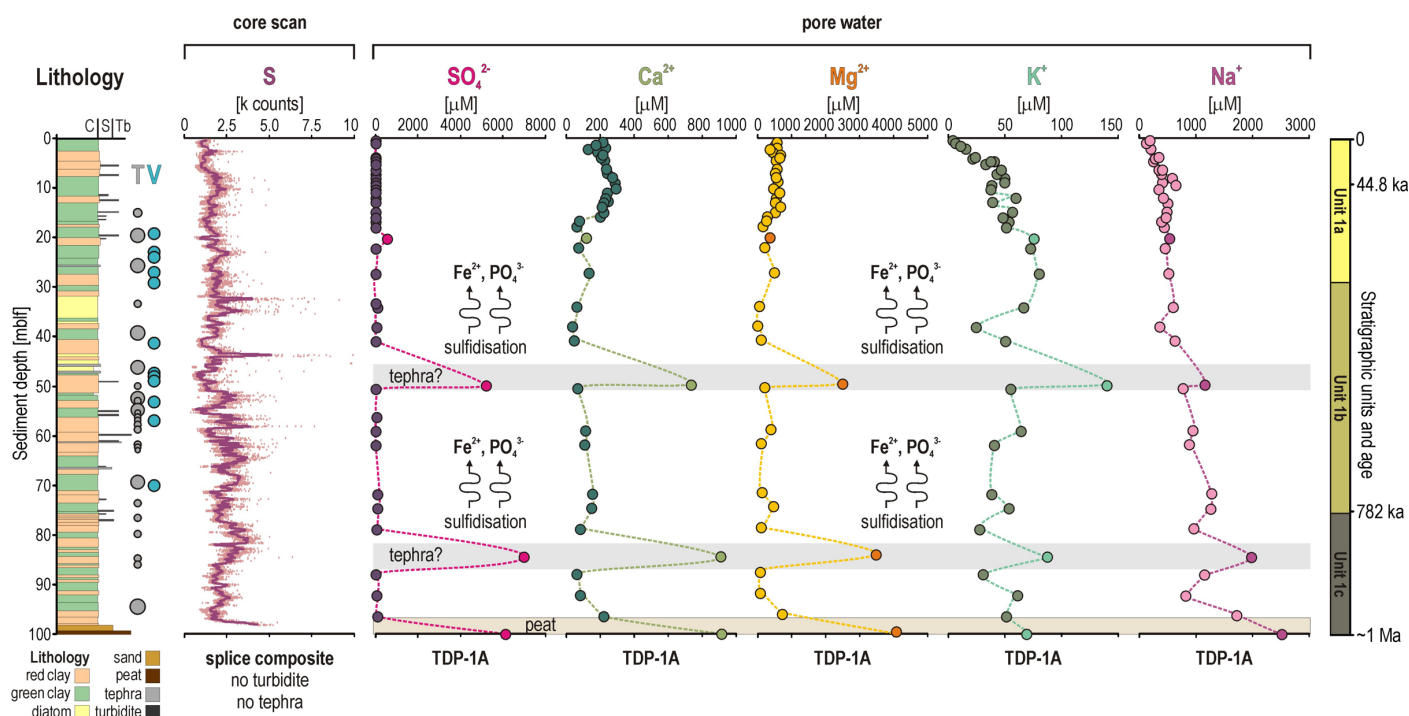 core scan
pore water
Lithology
S
SO₄²⁻
Ca²⁺
Mg²⁺
K⁺
Na⁺
[k counts]
[µM]
[µM]
[µM]
[µM]
[µM]
C S Tb
0 2.5 5.0 7.5 10
0 2000 4000 6000 8000
0 200 400 600 800 1000
0 1000 2000 3000 4000 5000
0 50 100 150
0 1000 2000 3000
Sediment depth [mblf]
0
10
20
30
40
50
60
70
80
90
100
T V
Fe²⁺, PO₄³⁻
sulfidisation
Fe²⁺, PO₄³⁻
sulfidisation
tephra?
Fe²⁺, PO₄³⁻
sulfidisation
Fe²⁺, PO₄³⁻
sulfidisation
tephra?
peat
0
44.8 ka
782 ka
~1 Ma
Unit 1a
Unit 1b
Unit 1c
Stratigraphic units and age
splice composite
no turbidite
no tephra
TDP-1A
TDP-1A
TDP-1A
TDP-1A
TDP-1A
Lithology
red clay
green clay
diatom
sand
peat
tephra
turbidite